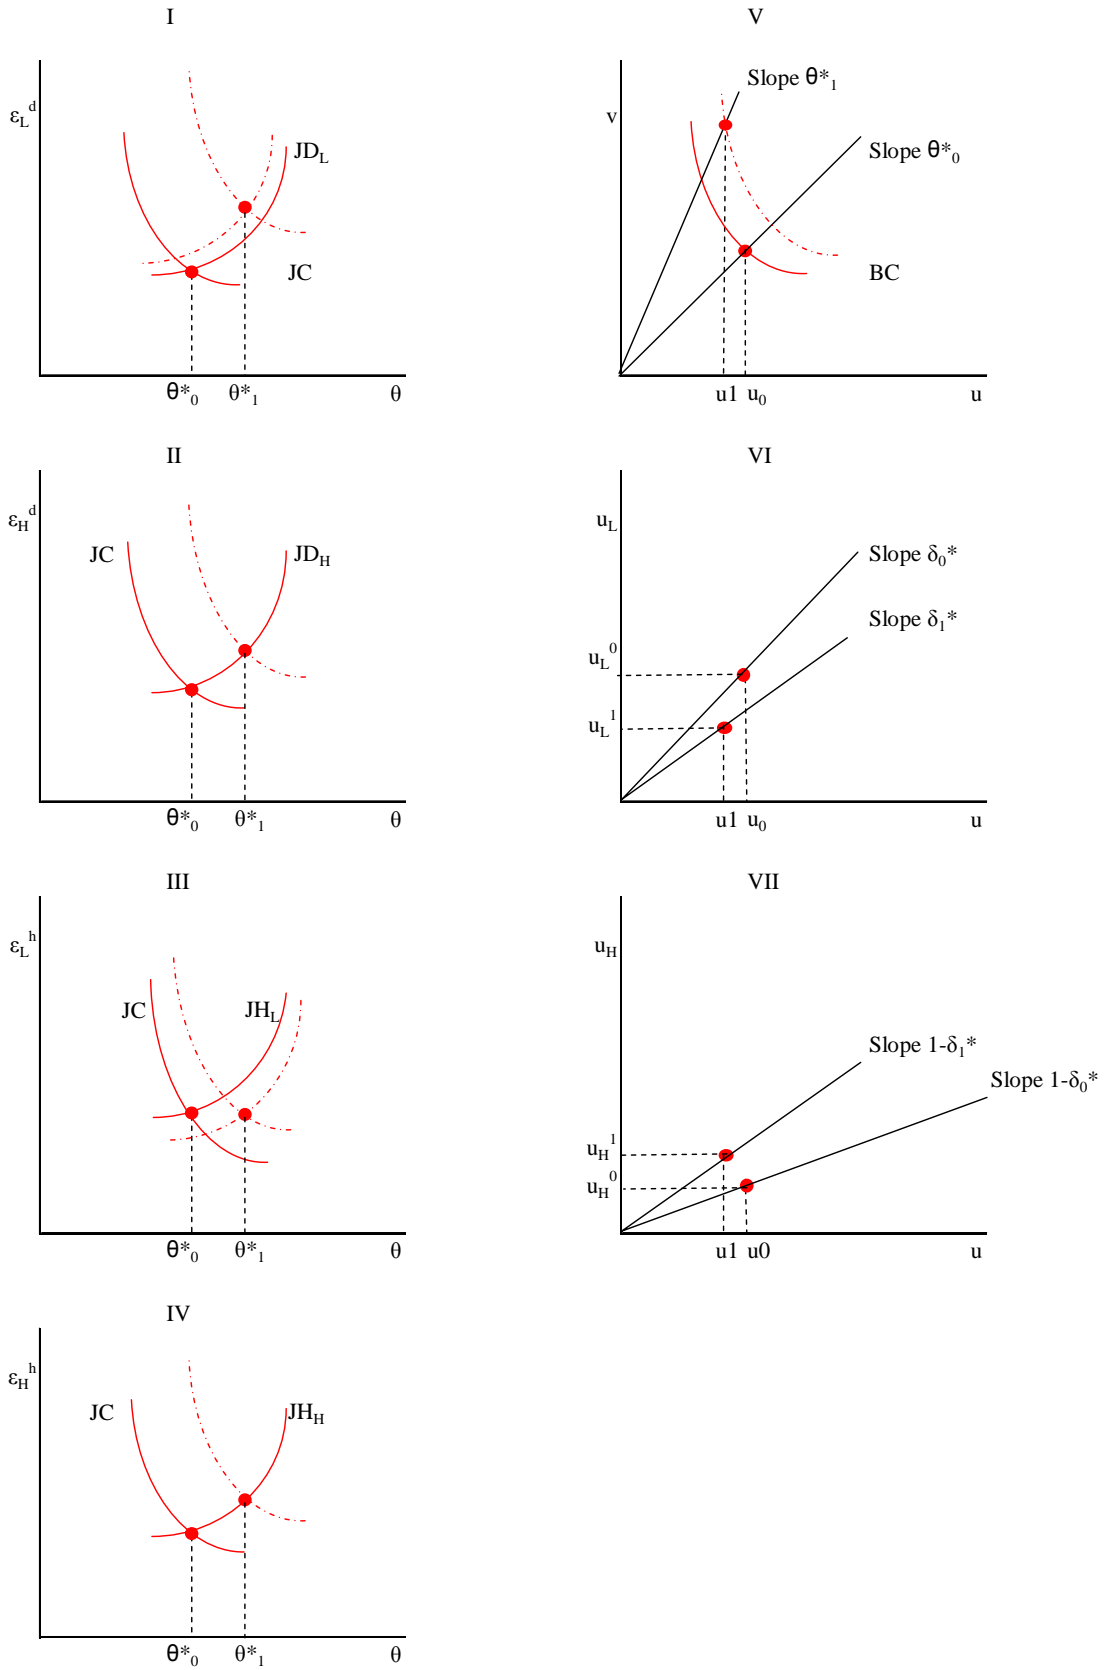 I
ε_L^d
JD_L
JC
θ*_0
θ*_1
θ
II
ε_H^d
JC
JD_H
θ*_0
θ*_1
θ
III
ε_L^h
JC
JH_L
θ*_0
θ*_1
θ
IV
ε_H^h
JC
JH_H
θ*_0
θ*_1
θ
V
v
Slope θ*_1
Slope θ*_0
BC
u1 u_0
u
VI
u_L
Slope δ_0*
Slope δ_1*
u_L^0
u_L^1
u1 u_0
u
VII
u_H
Slope 1-δ_1*
Slope 1-δ_0*
u_H^1
u_H^0
u1 u0
u